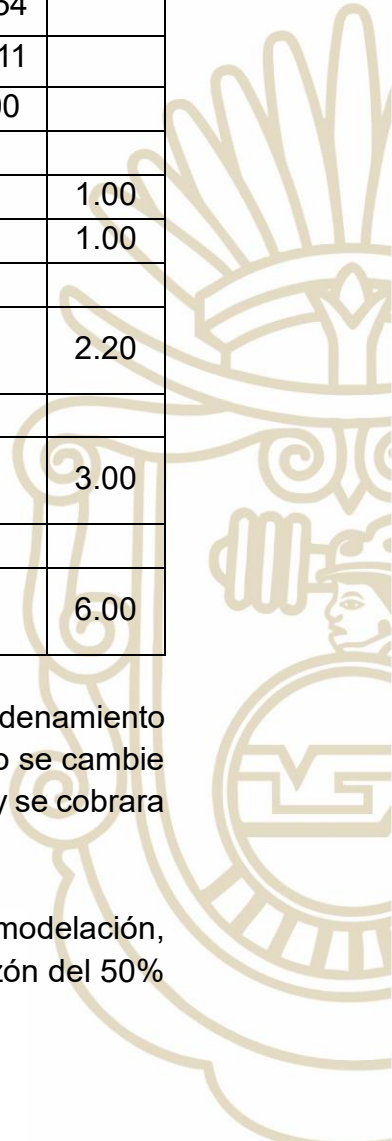 54
11
00
1.00
1.00
2.20
3.00
6.00
denamiento
o se cambie
y se cobrara
modelación,
zón del 50%